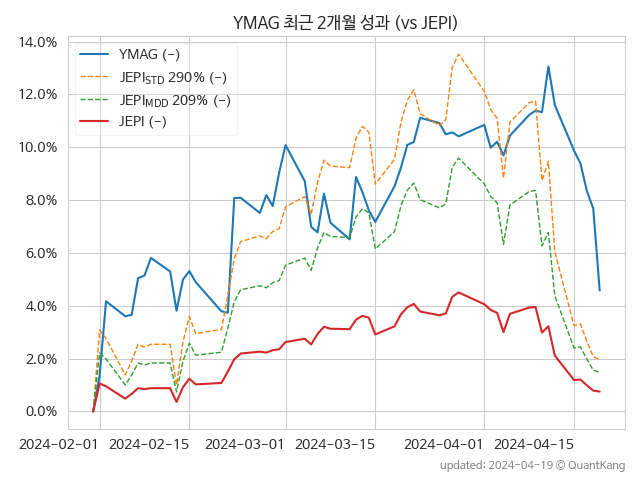 YMAG 최근 2개월 성과 (vs JEPI)
14.0%
12.0%
10.0%
8.0%
6.0%
4.0%
2.0%
0.0%
YMAG (-)
JEPI_STD 290% (-)
JEPI_MDD 209% (-)
JEPI (-)
2024-02-01 2024-02-15 2024-03-01 2024-03-15 2024-04-01 2024-04-15
updated: 2024-04-19 © QuantKang